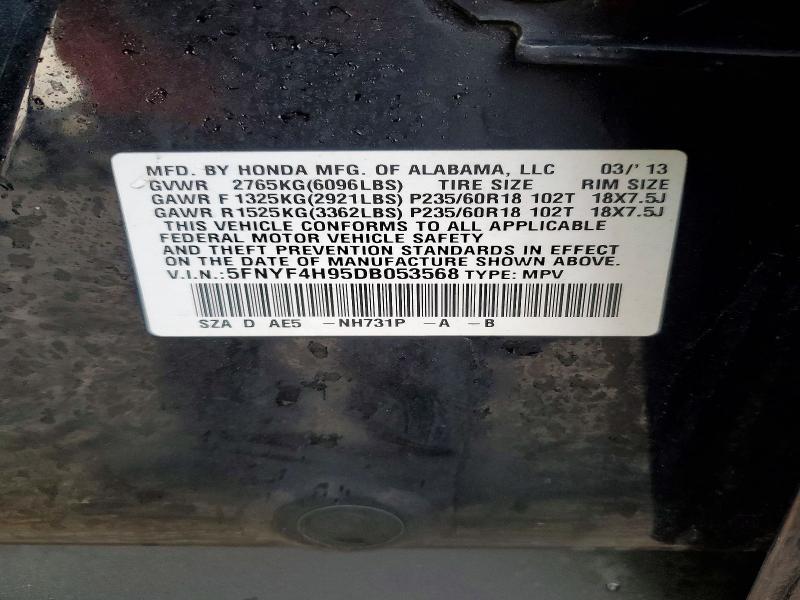 MFD. BY HONDA MFG. OF ALABAMA, LLC 03/' 13
GVWR 2765KG(6096LBS) TIRE SIZE RIM SIZE
GAWR F 1325KG(2921LBS) P235/60R18 102T 18X7.5J
GAWR R1525KG(3362LBS) P235/60R18 102T 18X7.5J
THIS VEHICLE CONFORMS TO ALL APPLICABLE
FEDERAL MOTOR VEHICLE SAFETY
AND THEFT PREVENTION STANDARDS IN EFFECT
ON THE DATE OF MANUFACTURE SHOWN ABOVE.
V.I.N.:5FNYF4H95DB053568 TYPE: MPV
SZA D AE5 -NH731P -A -B